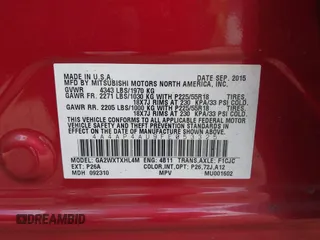 MADE IN U.S.A. DATE SEP. 2015
BY MITSUBISHI MOTORS NORTH AMERICA, INC.
GVWR 4343 LBS/1970 KG
GAWR FR. 2271 LBS/1030 KG WITH P225/55R18 TIRES,
18X7J RIMS AT 230 KPA/33 PSI COLD
GAWR RR. 2205 LBS/1000 KG WITH P225/55R18 TIRES,
18X7J RIMS AT 230 KPA/33 PSI COLD
THIS VEHICLE CONFORMS TO ALL APPLICABLE
FEDERAL MOTOR VEHICLE SAFETY AND
THEFT PREVENTION STANDARDS IN EFFECT ON
THE DATE OF MANUFACTURE SHOWN ABOVE.
MODEL: GA2WXTXHL4M ENG: 4B11 TRANS.AXLE: F1CJC
EXT: P26A COLOR,INT,OPT: P26,72J,A12
MDH 092310 MPV MU001602
DREAMBID